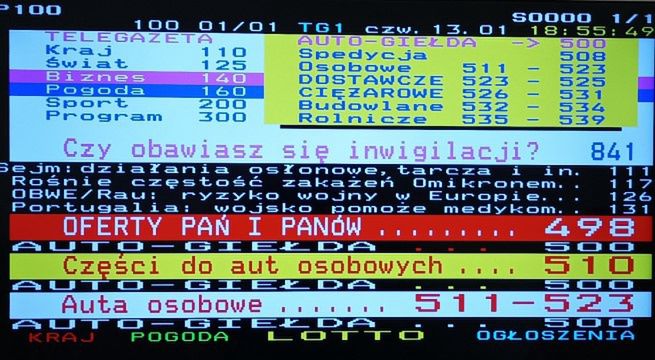 P100 S0000 1/1
100 01/01 TG1 czw. 13.01 18:55:49
TELEGAZETA
Kraj 110
Świat 125
Biznes 140
Pogoda 160
Sport 200
Program 300
AUTO-GIEŁDA -> 500
Spedycja 508
Osobowe 511 - 523
DOSTAWCZE 523 - 525
CIĘŻAROWE 526 - 531
Budowlane 532 - 534
Rolnicze 535 - 539
Czy obawiasz się inwigilacji? 841
Sejm:działania osłonowe,tarcza i in. 111
Rośnie częstość zakażeń Omikronem.. 117
OBWE/Rau: ryzyko wojny w Europie.. 126
Portugalia: wojsko pomoże medykom. 131
OFERTY PAŃ I PANÓW ......... 498
AUTO-GIEŁDA . . . 500
Części do aut osobowych .... 510
AUTO-GIEŁDA . . . 500
Auta osobowe ....... 511-523
AUTO-GIEŁDA . . . 500
KRAJ POGODA LOTTO OGŁOSZENIA